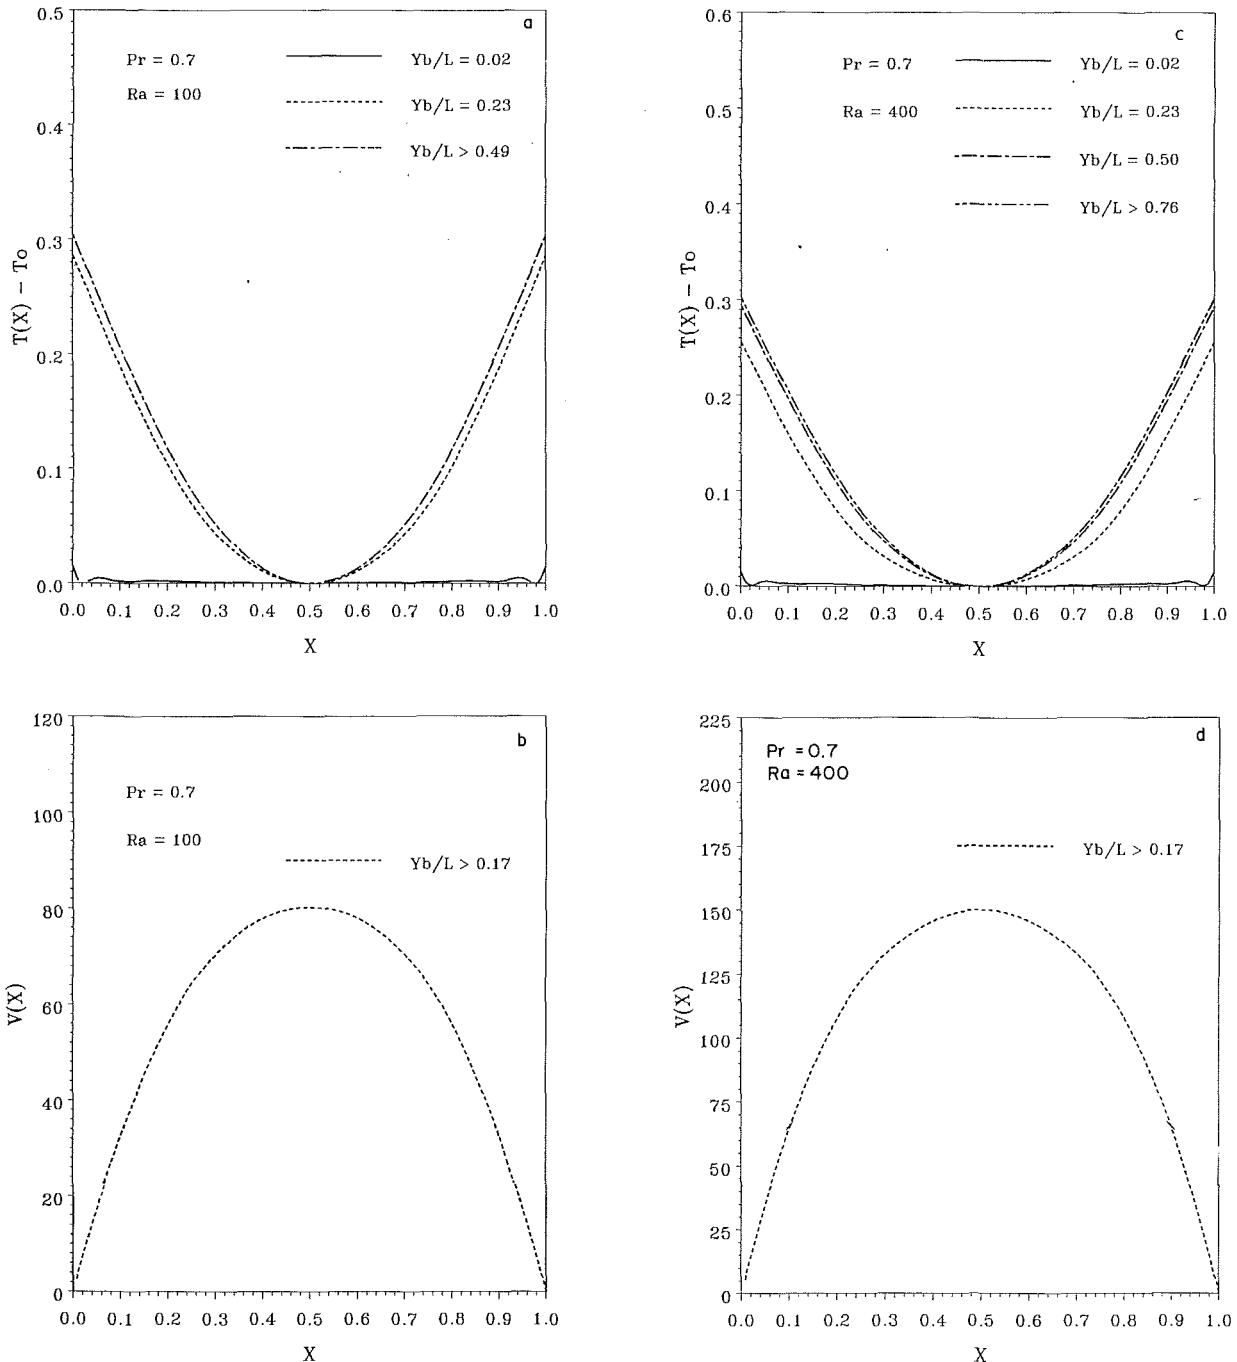 a
Pr = 0.7
Ra = 100
Yb/L = 0.02
Yb/L = 0.23
Yb/L > 0.49
T(X) − To
0.5
0.4
0.3
0.2
0.1
0.0
0.0 0.1 0.2 0.3 0.4 0.5 0.6 0.7 0.8 0.9 1.0
X
c
Pr = 0.7
Ra = 400
Yb/L = 0.02
Yb/L = 0.23
Yb/L = 0.50
Yb/L > 0.76
T(X) − To
0.6
0.5
0.4
0.3
0.2
0.1
0.0
0.0 0.1 0.2 0.3 0.4 0.5 0.6 0.7 0.8 0.9 1.0
X
b
Pr = 0.7
Ra = 100
Yb/L > 0.17
V(X)
120
100
80
60
40
20
0
0.0 0.1 0.2 0.3 0.4 0.5 0.6 0.7 0.8 0.9 1.0
X
d
Pr = 0.7
Ra = 400
Yb/L > 0.17
V(X)
225
200
175
150
125
100
75
50
25
0
0.0 0.1 0.2 0.3 0.4 0.5 0.6 0.7 0.8 0.9 1.0
X